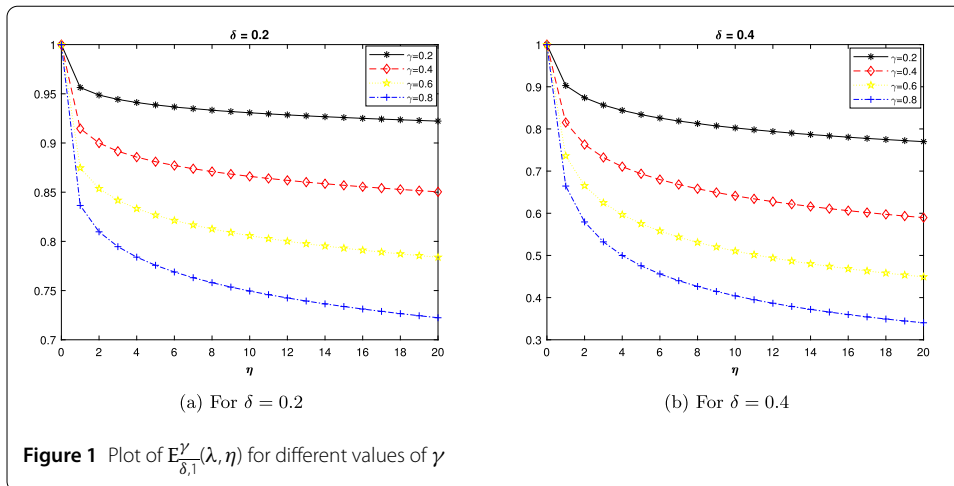 δ = 0.2
1
0.95
0.9
0.85
0.8
0.75
0.7
0 2 4 6 8 10 12 14 16 18 20
η
γ=0.2
γ=0.4
γ=0.6
γ=0.8
(a) For δ = 0.2
δ = 0.4
1
0.9
0.8
0.7
0.6
0.5
0.4
0.3
0 2 4 6 8 10 12 14 16 18 20
η
γ=0.2
γ=0.4
γ=0.6
γ=0.8
(b) For δ = 0.4
Figure 1 Plot of E^γ_{\overline{δ,1}}(λ, η) for different values of γ